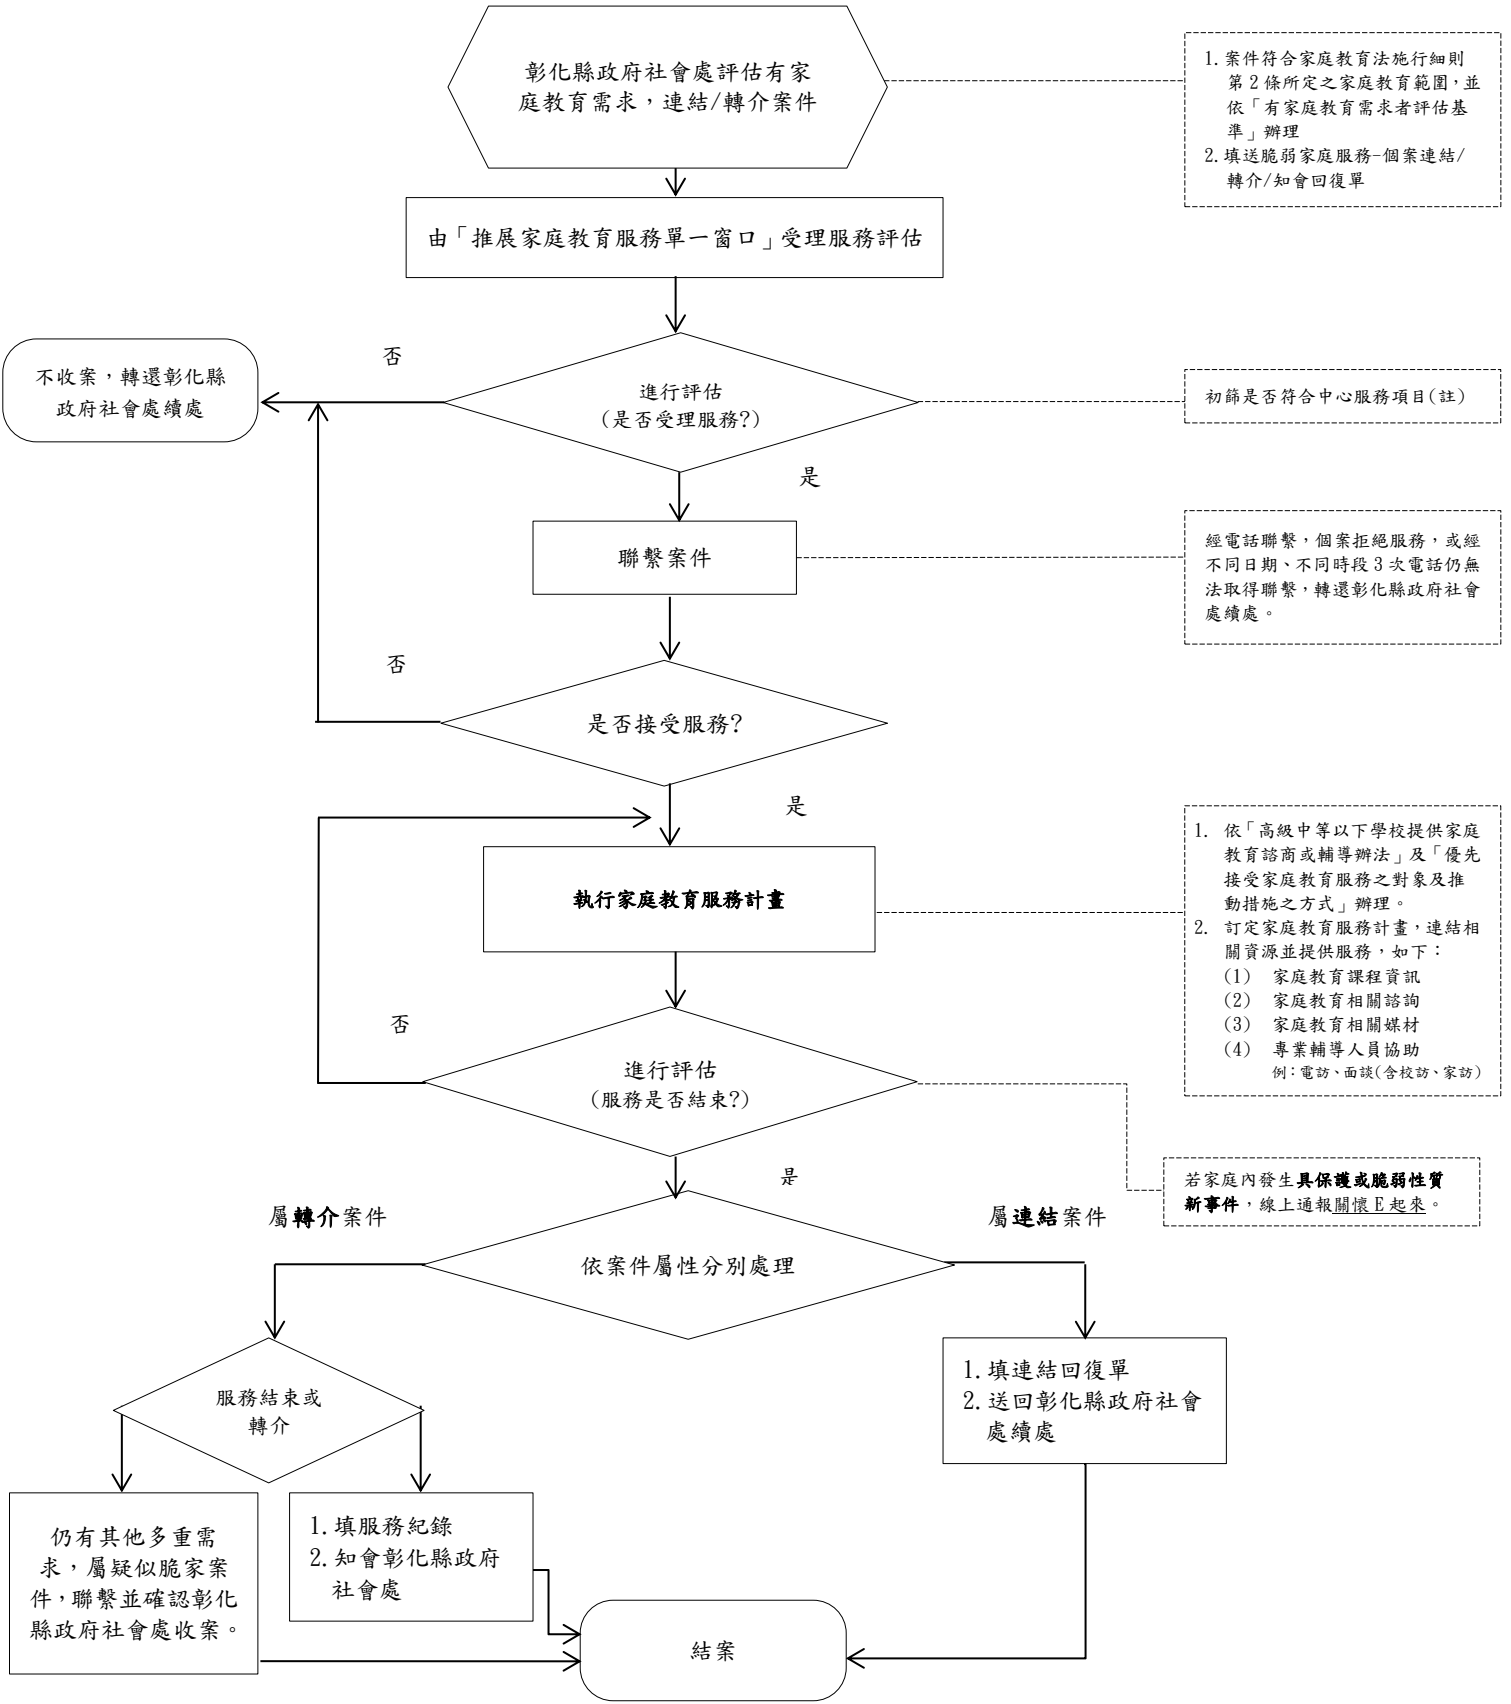 彰化縣政府社會處評估有家
庭教育需求，連結/轉介案件
1. 案件符合家庭教育法施行細則
第 2 條所定之家庭教育範圍，並
依「有家庭教育需求者評估基
準」辦理
2. 填送脆弱家庭服務-個案連結/
轉介/知會回復單
由「推展家庭教育服務單一窗口」受理服務評估
否
不收案，轉還彰化縣
政府社會處續處
進行評估
(是否受理服務?)
初篩是否符合中心服務項目(註)
是
聯繫案件
經電話聯繫，個案拒絕服務，或經
不同日期、不同時段 3 次電話仍無
法取得聯繫，轉還彰化縣政府社會
處續處。
否
是否接受服務?
是
執行家庭教育服務計畫
1. 依「高級中等以下學校提供家庭
教育諮商或輔導辦法」及「優先
接受家庭教育服務之對象及推
動措施之方式」辦理。
2. 訂定家庭教育服務計畫，連結相
關資源並提供服務，如下：
(1) 家庭教育課程資訊
(2) 家庭教育相關諮詢
(3) 家庭教育相關媒材
(4) 專業輔導人員協助
例：電訪、面談(含校訪、家訪)
否
進行評估
(服務是否結束?)
是
若家庭內發生具保護或脆弱性質
新事件，線上通報關懷 E 起來。
屬轉介案件
屬連結案件
依案件屬性分別處理
服務結束或
轉介
1. 填連結回復單
2. 送回彰化縣政府社會
處續處
仍有其他多重需
求，屬疑似脆家案
件，聯繫並確認彰化
縣政府社會處收案。
1. 填服務紀錄
2. 知會彰化縣政府
社會處
結案